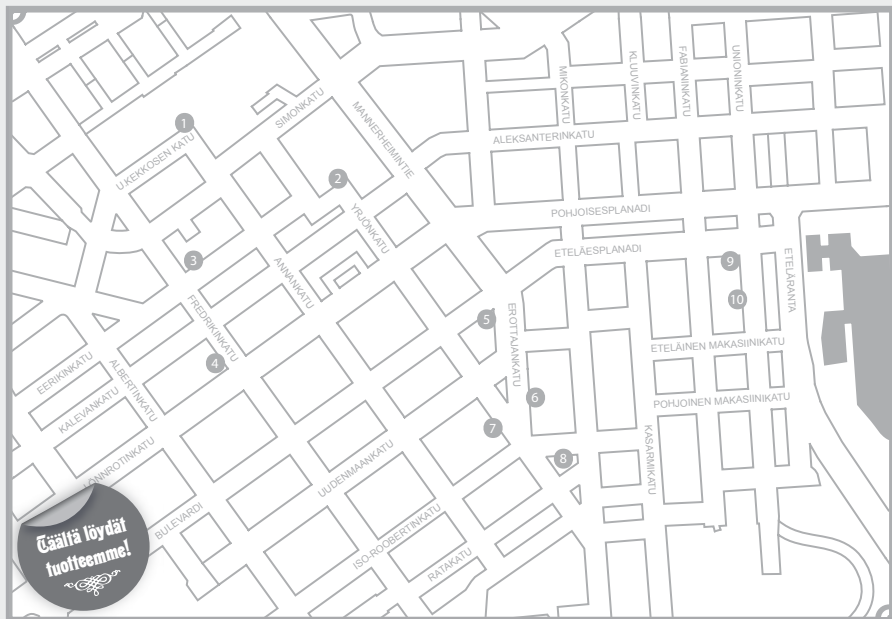 1
U.KEKKOSEN KATU
SIMONKATU
MANNERHEIMINTIE
MIKONKATU
KLUUVIKATU
FABIANINKATU
UNIONINKATU
ALEKSANTERINKATU
2
YRJÖNKATU
POHJOISESPLANADI
ETELÄESPLANADI
3
ANNANKATU
FREDRIKINKATU
9
10
ETELÄRANTA
5
EROTTAJANKATU
ETELÄINEN MAKASIINIKATU
4
EERIKINKATU
ALBERTINKATU
KALEVANKATU
6
POHJOINEN MAKASIINIKATU
7
KASARMIKATU
LÖNNROTINKATU
UUDENMAANKATU
8
BULEVARDI
ISO-ROOBERTINKATU
RATAKATU
Täältä löydät
tuotteemme!